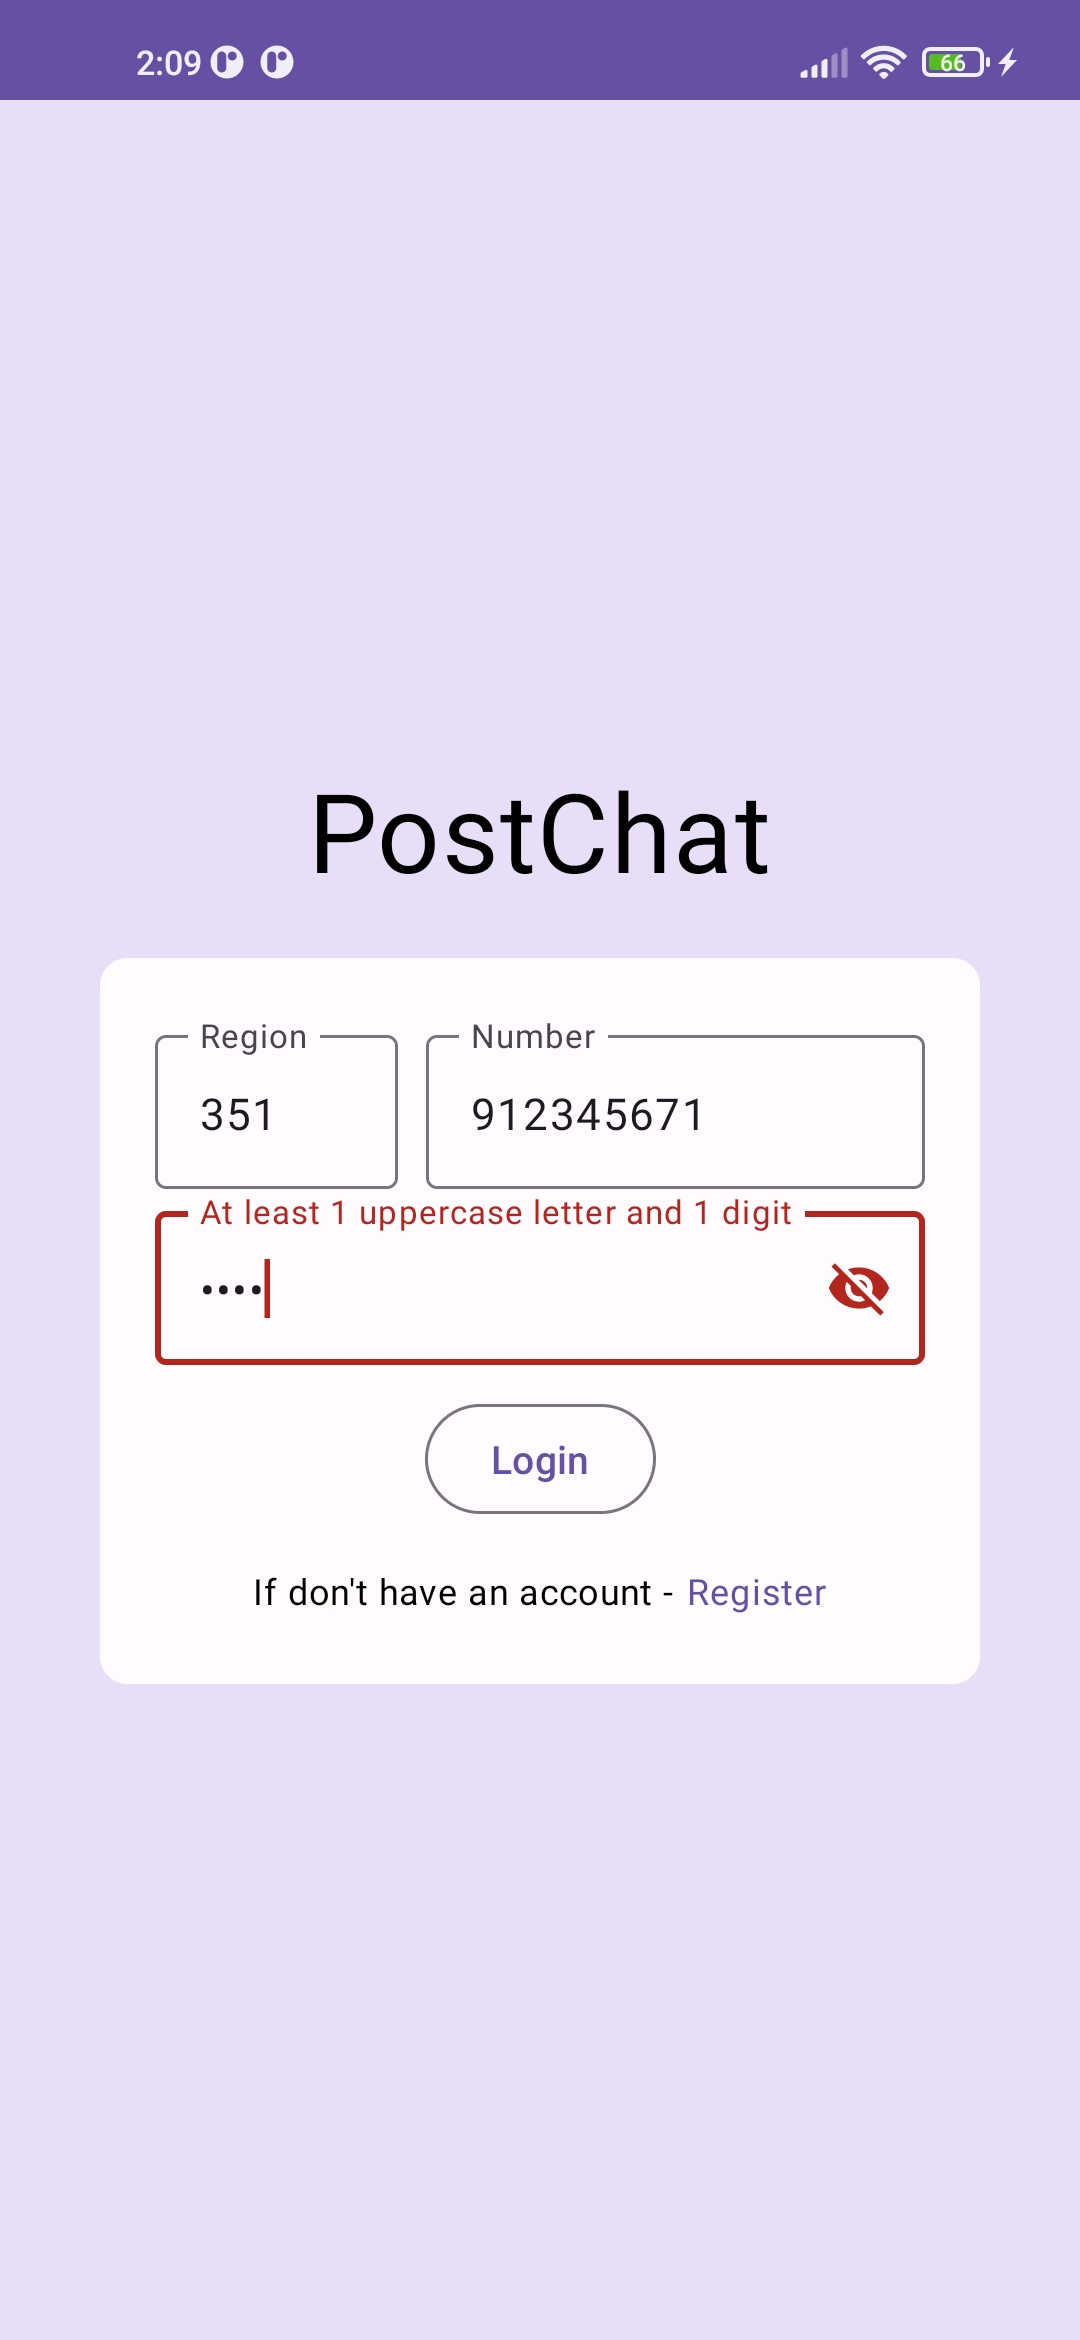 2:09 66
PostChat
Region Number
351 912345671
At least 1 uppercase letter and 1 digit
••••
Login
If don't have an account - Register